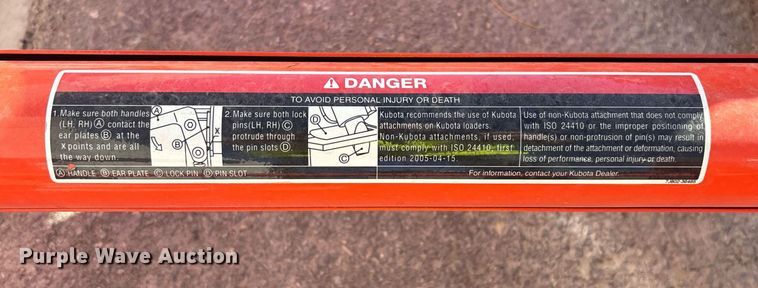 ⚠ DANGER
TO AVOID PERSONAL INJURY OR DEATH
1. Make sure both handles
(LH, RH) Ⓐ contact the
ear plates Ⓑ at the
X points and are all
the way down.
Ⓐ
Ⓑ
X
2. Make sure both lock
pins(LH, RH) Ⓒ
protrude through
the pin slots Ⓓ.
Ⓓ
Ⓒ
Kubota recommends the use of Kubota
attachments on Kubota loaders.
Non-Kubota attachments, if used,
must comply with ISO 24410, first
edition 2005-04-15.
Use of non-Kubota attachment that does not comply
with ISO 24410 or the improper positioning of
handle(s) or non-protrusion of pin(s) may result in
detachment of the attachment or deformation, causing
loss of performance, personal injury or death.
Ⓐ HANDLE Ⓑ EAR PLATE Ⓒ LOCK PIN Ⓓ PIN SLOT
For information, contact your Kubota Dealer.
Purple Wave Auction